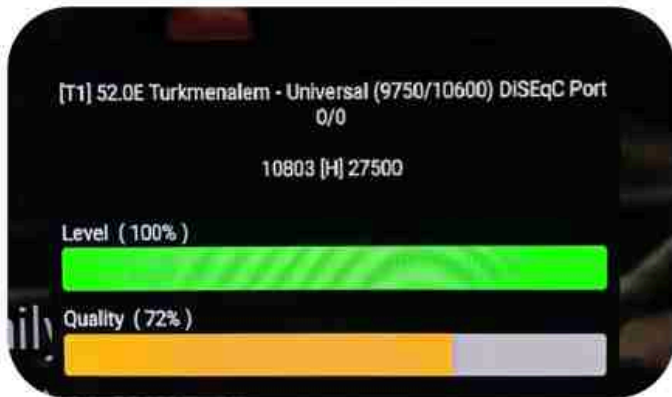 [T1] 52.0E Turkmenalem - Universal (9750/10600) DiSEqC Port
0/0
10803 [H] 27500
Level (100%)
Quality (72%)